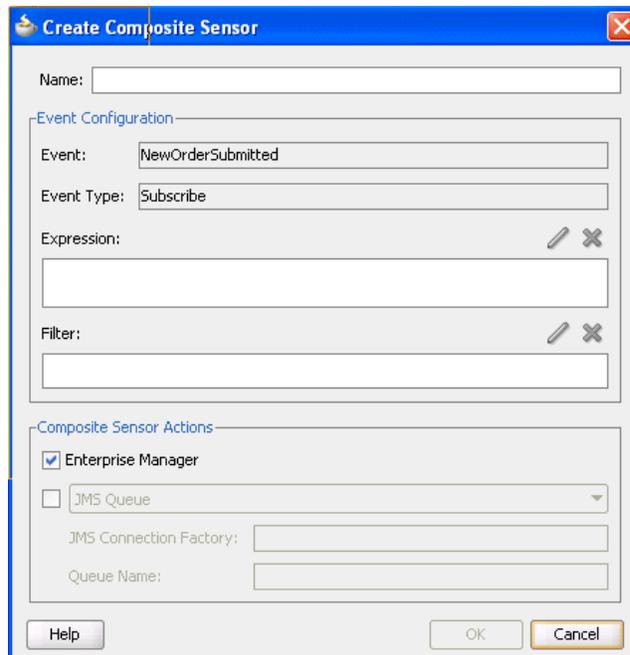 Create Composite Sensor
Name:
Event Configuration
Event: NewOrderSubmitted
Event Type: Subscribe
Expression:
Filter:
Composite Sensor Actions
Enterprise Manager
JMS Queue
JMS Connection Factory:
Queue Name:
Help OK Cancel